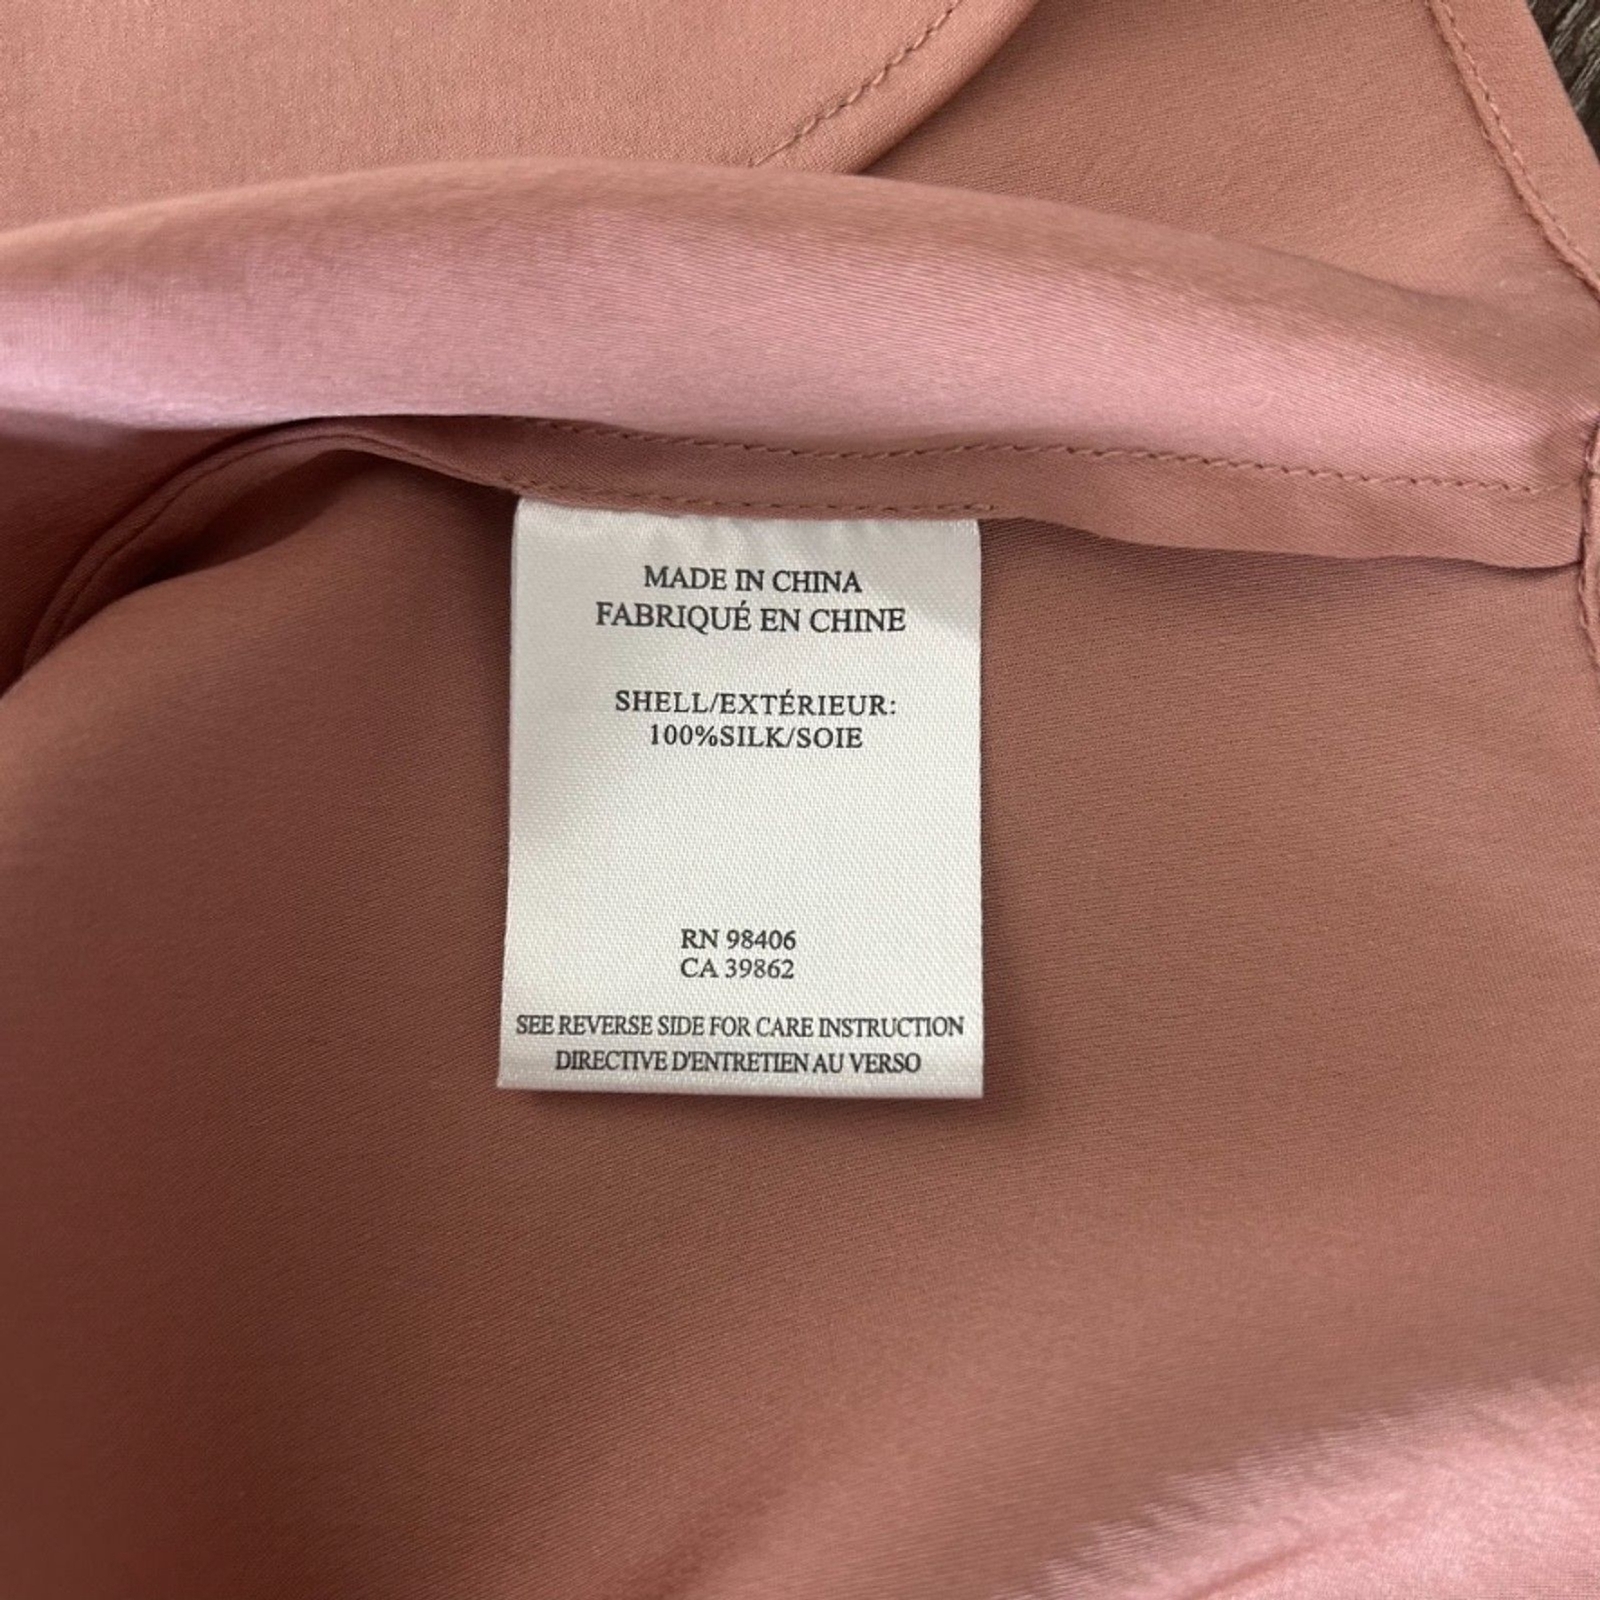 MADE IN CHINA
FABRIQUÉ EN CHINE
SHELL/EXTÉRIEUR:
100%SILK/SOIE
RN 98406
CA 39862
SEE REVERSE SIDE FOR CARE INSTRUCTION
DIRECTIVE D'ENTRETIEN AU VERSO